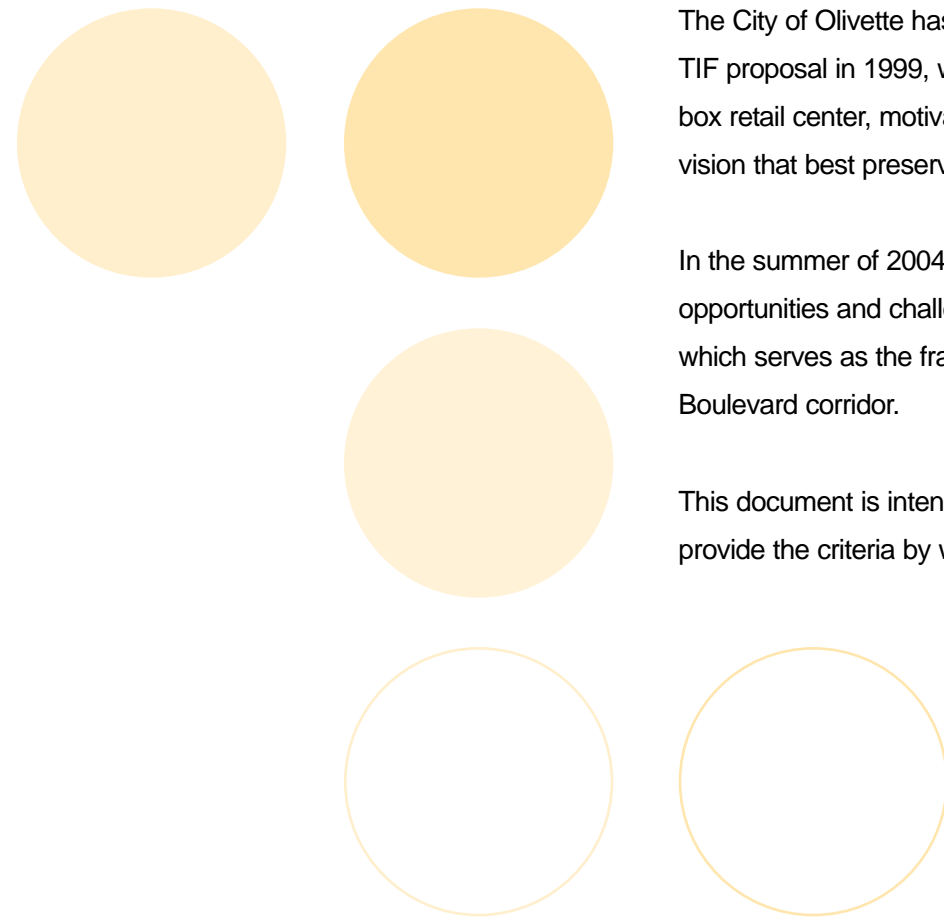 The City of Olivette has
TIF proposal in 1999, w
box retail center, motiva
vision that best preserv
In the summer of 2004
opportunities and challe
which serves as the fra
Boulevard corridor.
This document is inten
provide the criteria by w